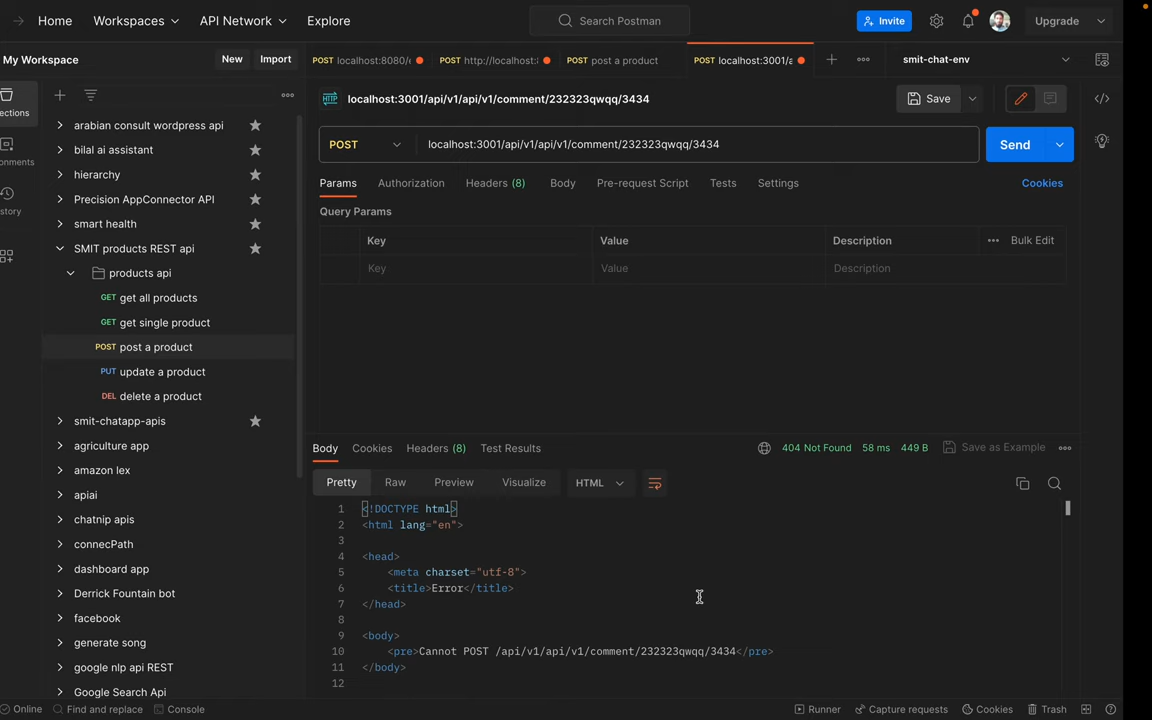 Home Workspaces API Network Explore Search Postman Invite Upgrade
My Workspace New Import POST localhost:8080/ POST http://localhost: POST post a product POST localhost:3001/a smit-chat-env
HTTP localhost:3001/api/v1/api/v1/comment/232323qwqq/3434 Save
POST localhost:3001/api/v1/api/v1/comment/232323qwqq/3434 Send
Params Authorization Headers (8) Body Pre-request Script Tests Settings Cookies
Query Params
Key Value Description Bulk Edit
Key Value Description
ections
onments
story
arabian consult wordpress api
bilal ai assistant
hierarchy
Precision AppConnector API
smart health
SMIT products REST api
products api
GET get all products
GET get single product
POST post a product
PUT update a product
DEL delete a product
smit-chatapp-apis
agriculture app
amazon lex
apiai
chatnip apis
connecPath
dashboard app
Derrick Fountain bot
facebook
generate song
google nlp api REST
Google Search Api
Body Cookies Headers (8) Test Results 404 Not Found 58 ms 449 B Save as Example
Pretty Raw Preview Visualize HTML
1 <!DOCTYPE html>
2 <html lang="en">
3
4 <head>
5 <meta charset="utf-8">
6 <title>Error</title>
7 </head>
8
9 <body>
10 <pre>Cannot POST /api/v1/api/v1/comment/232323qwqq/3434</pre>
11 </body>
12
Online Find and replace Console Runner Capture requests Cookies Trash